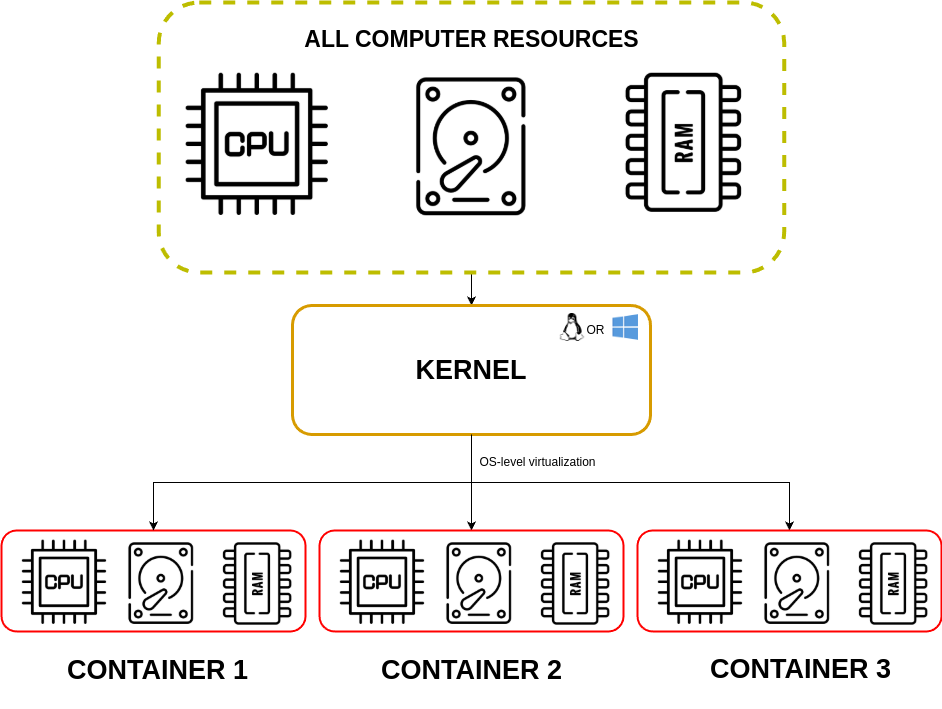 ALL COMPUTER RESOURCES
CPU
RAM
OR
KERNEL
OS-level virtualization
CPU
RAM
CPU
RAM
CPU
RAM
CONTAINER 1
CONTAINER 2
CONTAINER 3